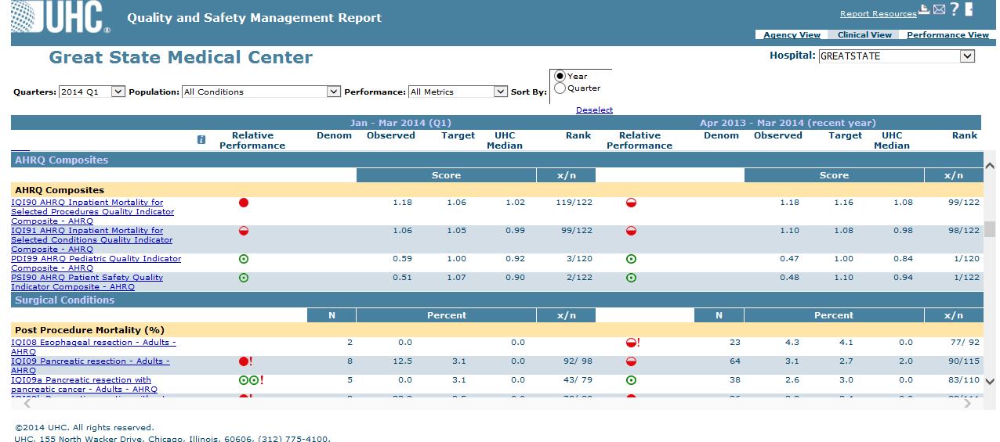 UHC® Quality and Safety Management Report
Report Resources ?
Agency View Clinical View Performance View
Great State Medical Center
Hospital: GREATSTATE
Year
Quarters: 2014 Q1 Population: All Conditions Performance: All Metrics Sort By:
Quarter
Deselect
Jan - Mar 2014 (Q1) Apr 2013 - Mar 2014 (recent year)
i Relative Denom Observed Target UHC Rank Relative Denom Observed Target UHC Rank
Performance Median Performance Median
AHRQ Composites
Score x/n Score x/n
AHRQ Composites
IQI90 AHRQ Inpatient Mortality for 1.18 1.06 1.02 119/122 1.18 1.16 1.08 99/122
Selected Procedures Quality Indicator
Composite - AHRQ
IQI91 AHRQ Inpatient Mortality for 1.06 1.05 0.99 99/122 1.10 1.08 0.98 98/122
Selected Conditions Quality Indicator
Composite - AHRQ
PDI99 AHRQ Pediatric Quality Indicator 0.59 1.00 0.92 3/120 0.47 1.00 0.84 1/120
Composite - AHRQ
PSI90 AHRQ Patient Safety Quality 0.51 1.07 0.90 2/122 0.48 1.10 0.94 1/122
Indicator Composite - AHRQ
Surgical Conditions
N Percent x/n N Percent x/n
Post Procedure Mortality (%)
IQI08 Esophageal resection - Adults - 2 0.0 0.0 ! 23 4.3 4.1 0.0 77/ 92
AHRQ
IQI09 Pancreatic resection - Adults - ! 8 12.5 3.1 0.0 92/ 98 64 3.1 2.7 2.0 90/115
AHRQ
IQI09a Pancreatic resection with ! 5 0.0 3.1 0.0 43/ 79 38 2.6 3.0 0.0 83/110
pancreatic cancer - Adults - AHRQ
©2014 UHC. All rights reserved.
UHC, 155 North Wacker Drive, Chicago, Illinois, 60606, (312) 775-4100.